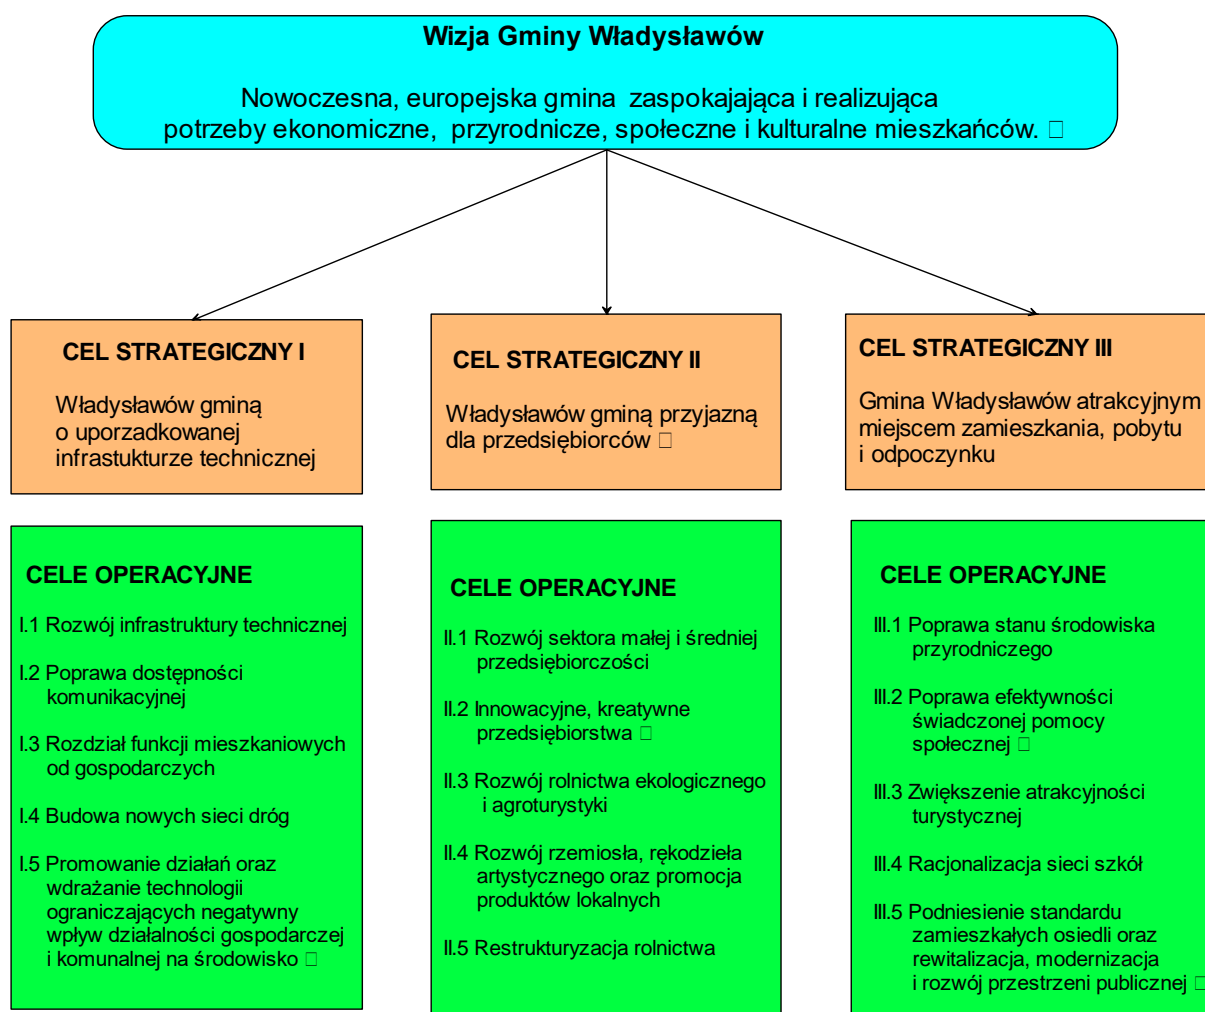 Wizja Gminy Władysławów
Nowoczesna, europejska gmina zaspokajająca i realizująca
potrzeby ekonomiczne, przyrodnicze, społeczne i kulturalne mieszkańców. □
CEL STRATEGICZNY I
Władysławów gminą
o uporzadkowanej
infrastukturze technicznej
CEL STRATEGICZNY II
Władysławów gminą przyjazną
dla przedsiębiorców □
CEL STRATEGICZNY III
Gmina Władysławów atrakcyjnym
miejscem zamieszkania, pobytu
i odpoczynku
CELE OPERACYJNE
I.1 Rozwój infrastruktury technicznej
I.2 Poprawa dostępności
komunikacyjnej
I.3 Rozdział funkcji mieszkaniowych
od gospodarczych
I.4 Budowa nowych sieci dróg
I.5 Promowanie działań oraz
wdrażanie technologii
ograniczających negatywny
wpływ działalności gospodarczej
i komunalnej na środowisko □
CELE OPERACYJNE
II.1 Rozwój sektora małej i średniej
przedsiębiorczości
II.2 Innowacyjne, kreatywne
przedsiębiorstwa □
II.3 Rozwój rolnictwa ekologicznego
i agroturystyki
II.4 Rozwój rzemiosła, rękodzieła
artystycznego oraz promocja
produktów lokalnych
II.5 Restrukturyzacja rolnictwa
CELE OPERACYJNE
III.1 Poprawa stanu środowiska
przyrodniczego
III.2 Poprawa efektywności
świadczonej pomocy
społecznej □
III.3 Zwiększenie atrakcyjności
turystycznej
III.4 Racjonalizacja sieci szkół
III.5 Podniesienie standardu
zamieszkałych osiedli oraz
rewitalizacja, modernizacja
i rozwój przestrzeni publicznej □